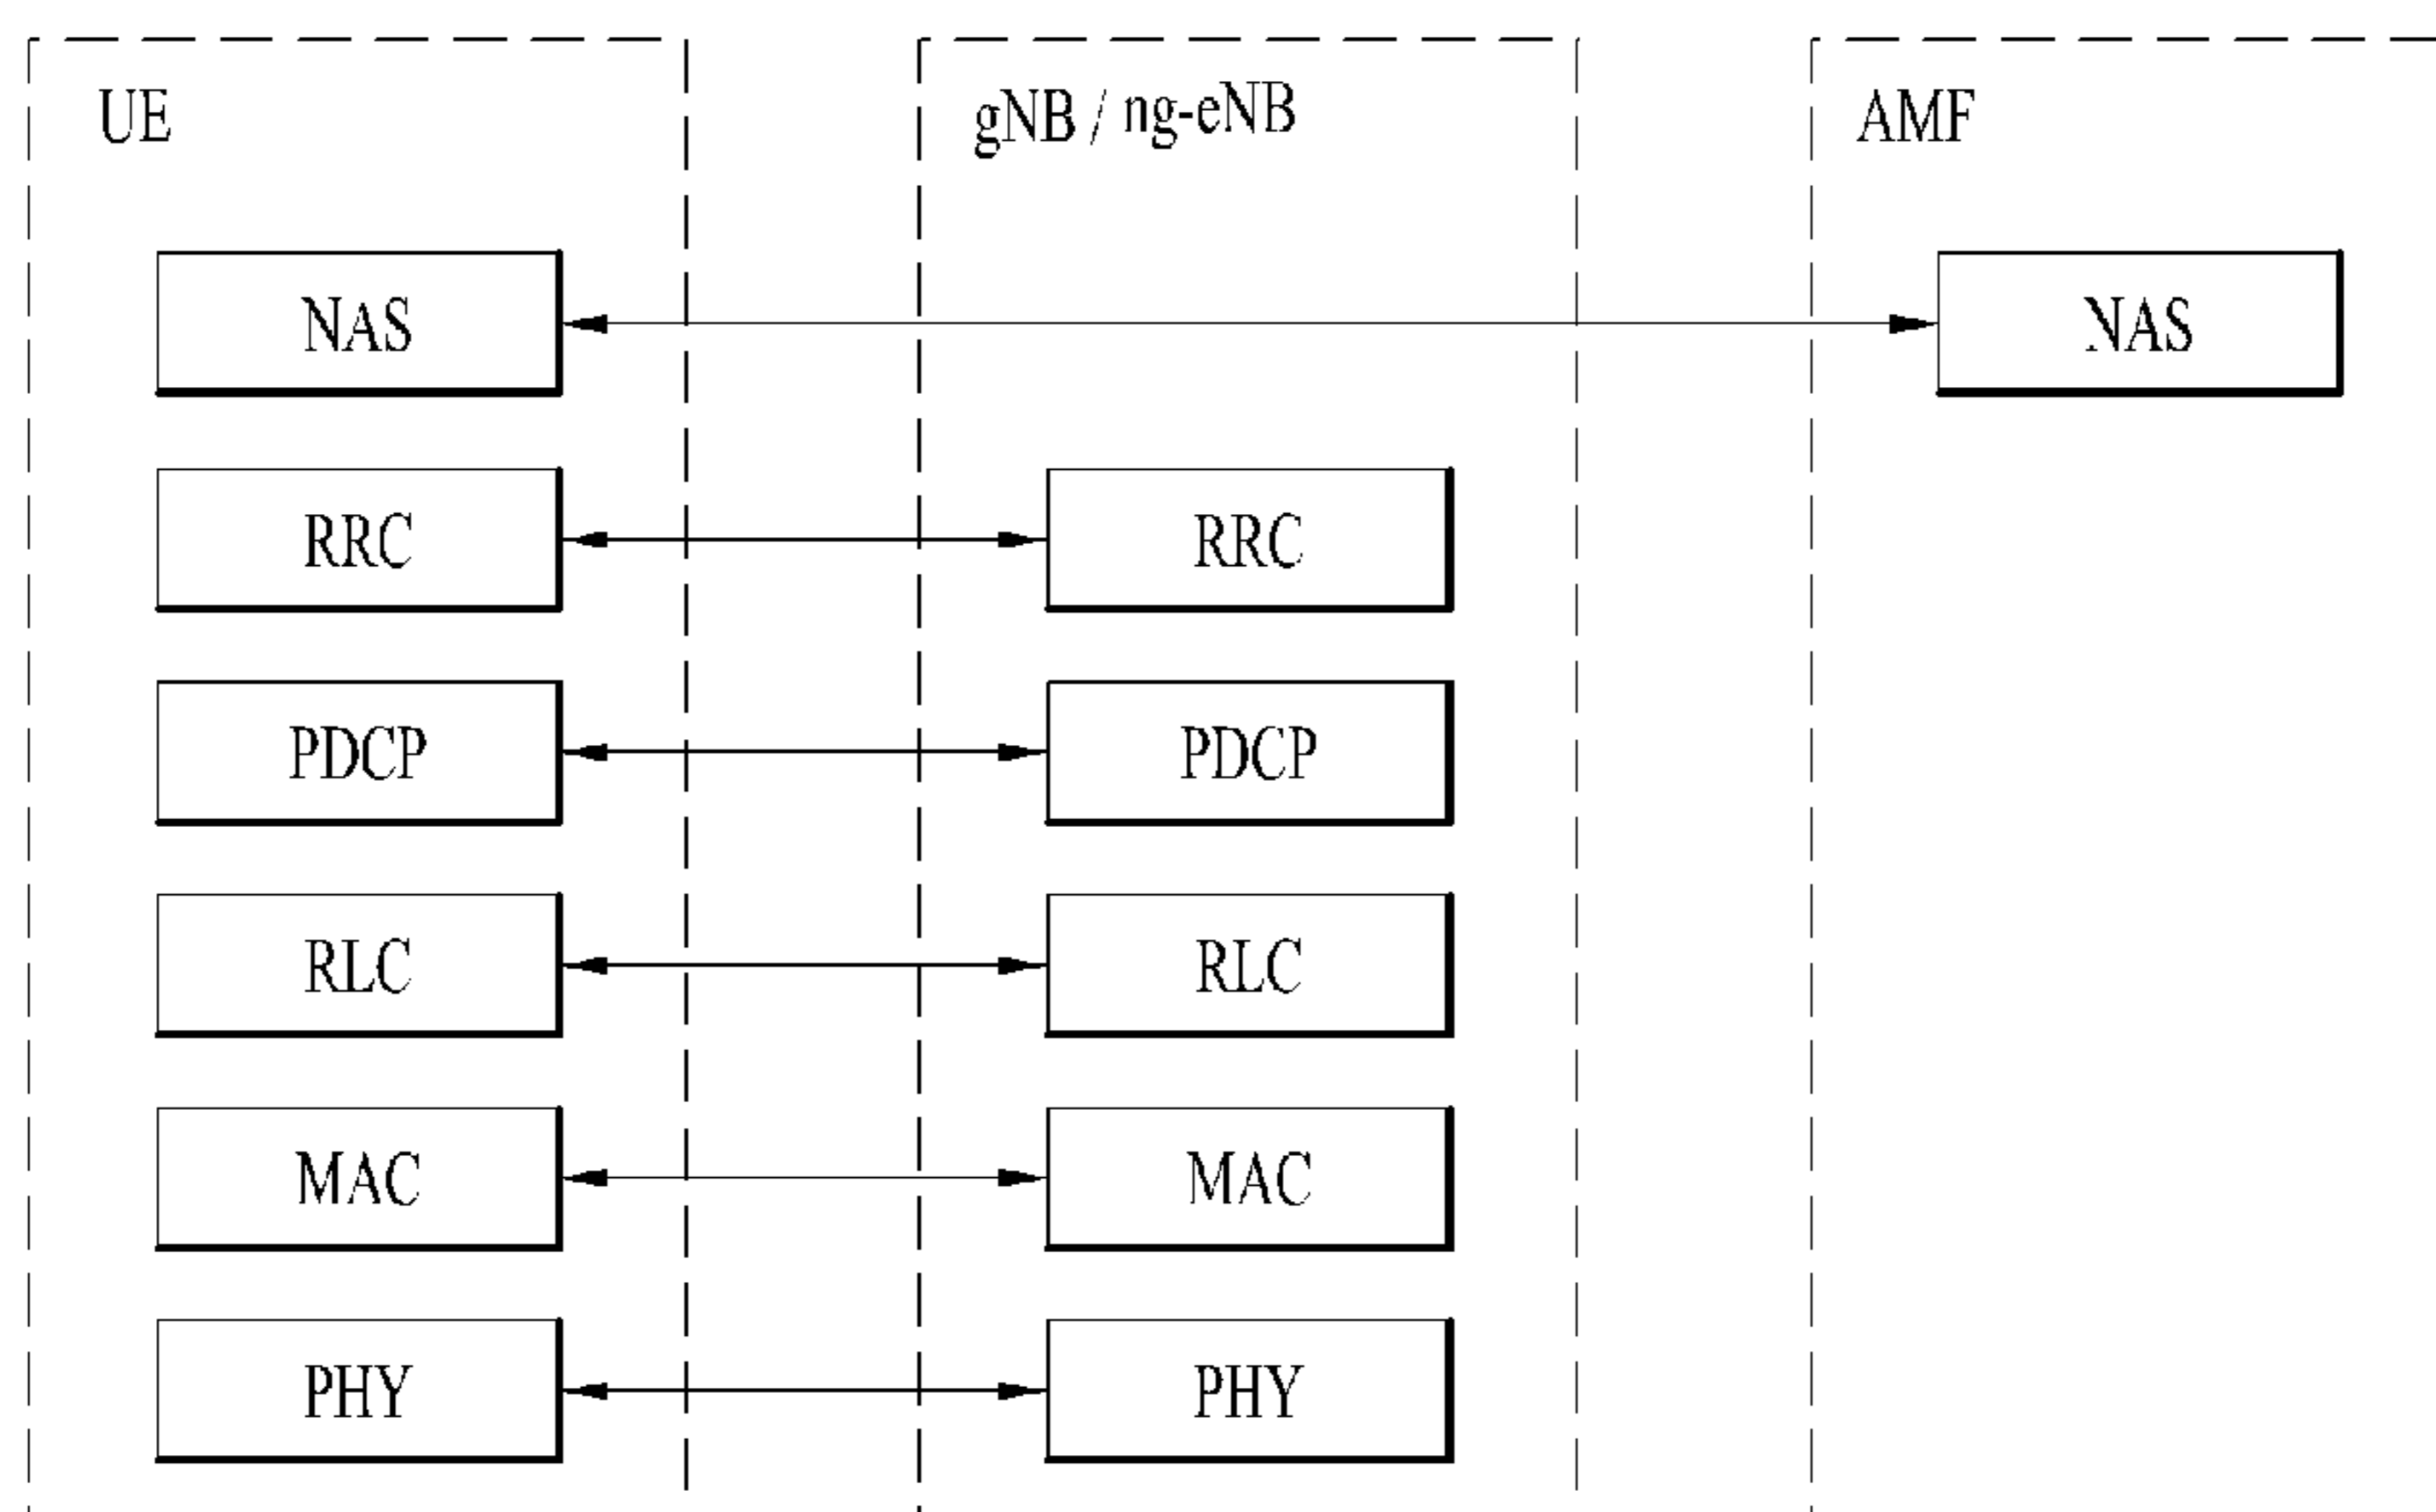 UE
gNB / ng-eNB
AMF
NAS
NAS
RRC
RRC
PDCP
PDCP
RLC
RLC
MAC
MAC
PHY
PHY